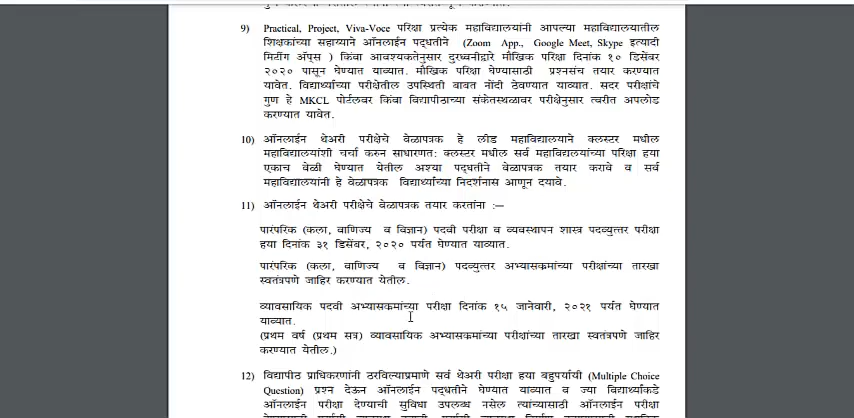 9) Practical, Project, Viva-Voce परिक्षा प्रत्येक महाविद्यालयांनी आपल्या महाविद्यालयातील
शिक्षकांच्या सहाय्याने ऑनलाईन पद्धतीने (Zoom App., Google Meet, Skype इत्यादी
मिटींग ॲप्स ) किंवा आवश्यकतेनुसार दुरध्वनीद्वारे मौखिक परिक्षा दिनांक १० डिसेंबर
२०२० पासून घेण्यात याव्यात. मौखिक परिक्षा घेण्यासाठी प्रश्नसंच तयार करण्यात
यावेत. विद्यार्थ्यांच्या परीक्षेतील उपस्थिती बाबत नोंदी ठेवण्यात याव्यात. सदर परीक्षांचे
गुण हे MKCL पोर्टलवर किंवा विद्यापीठाच्या संकेतस्थळावर परीक्षेनुसार त्वरीत अपलोड
करण्यात यावेत.
10) ऑनलाईन थेअरी परीक्षेचे वेळापत्रक हे लीड महाविद्यालयाने क्लस्टर मधील
महाविद्यालयांशी चर्चा करुन साधारणत: क्लस्टर मधील सर्व महाविद्यालयांच्या परिक्षा हया
एकाच वेळी घेण्यात येतील अश्या पद्धतीने वेळापत्रक तयार करावे व सर्व
महाविद्यालयांनी हे वेळापत्रक विद्यार्थ्यांच्या निदर्शनास आणून दयावे.
11) ऑनलाईन थेअरी परीक्षेचे वेळापत्रक तयार करतांना :—
पारंपरिक (कला, वाणिज्य व विज्ञान) पदवी परीक्षा व व्यवस्थापन शास्त्र पदव्युत्तर परीक्षा
हया दिनांक ३१ डिसेंबर, २०२० पर्यंत घेण्यात याव्यात.
पारंपरिक (कला, वाणिज्य व विज्ञान) पदव्युत्तर अभ्यासक्रमांच्या परीक्षांच्या तारखा
स्वतंत्रपणे जाहिर करण्यात येतील.
व्यावसायिक पदवी अभ्यासक्रमांच्या परीक्षा दिनांक १५ जानेवारी, २०२१ पर्यंत घेण्यात
याव्यात.
(प्रथम वर्ष (प्रथम सत्र) व्यावसायिक अभ्यासक्रमांच्या परीक्षांच्या तारखा स्वतंत्रपणे जाहिर
करण्यात येतील.)
12) विद्यापीठ प्राधिकरणांनी ठरविल्याप्रमाणे सर्व थेअरी परीक्षा हया बहुपर्यायी (Multiple Choice
Question) प्रश्न देऊन ऑनलाईन पद्धतीने घेण्यात याव्यात व ज्या विद्यार्थ्यांकडे
ऑनलाईन परीक्षा देण्याची सुविधा उपलब्ध नसेल त्यांच्यासाठी ऑनलाईन परीक्षा